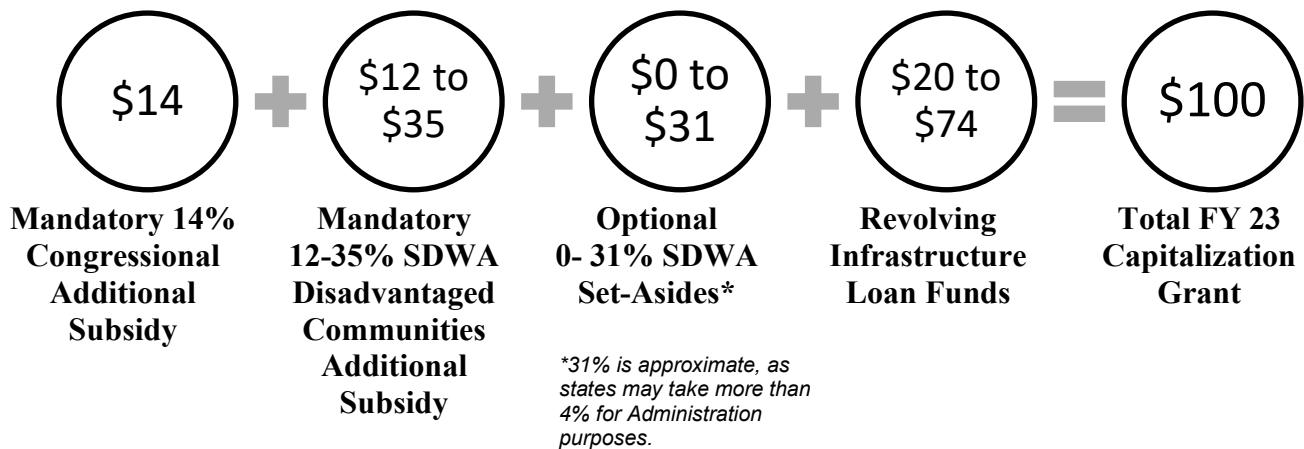 $14
+
$12 to
$35
+
$0 to
$31
+
$20 to
$74
=
$100
Mandatory 14%
Congressional
Additional
Subsidy
Mandatory
12-35% SDWA
Disadvantaged
Communities
Additional
Subsidy
Optional
0- 31% SDWA
Set-Asides*
*31% is approximate, as
states may take more than
4% for Administration
purposes.
Revolving
Infrastructure
Loan Funds
Total FY 23
Capitalization
Grant